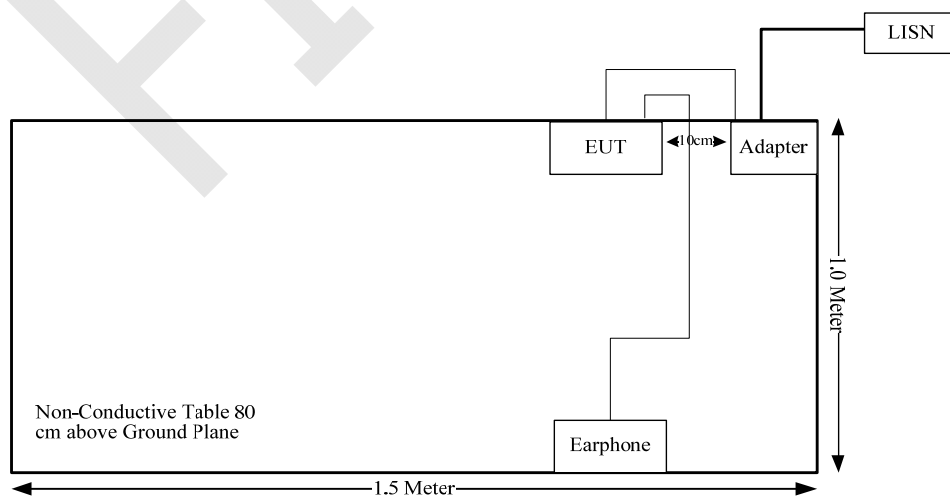 LISN
EUT
10cm
Adapter
1.0 Meter
Non-Conductive Table 80
cm above Ground Plane
Earphone
1.5 Meter